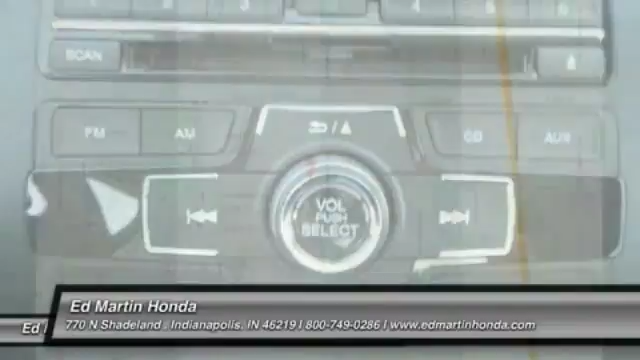 SCAN
FM AM CD AUX
VOL
PUSH
SELECT
Ed Martin Honda
770 N Shadeland . Indianapolis, IN 46219 I 800-749-0286 I www.edmartinhonda.com
Ed